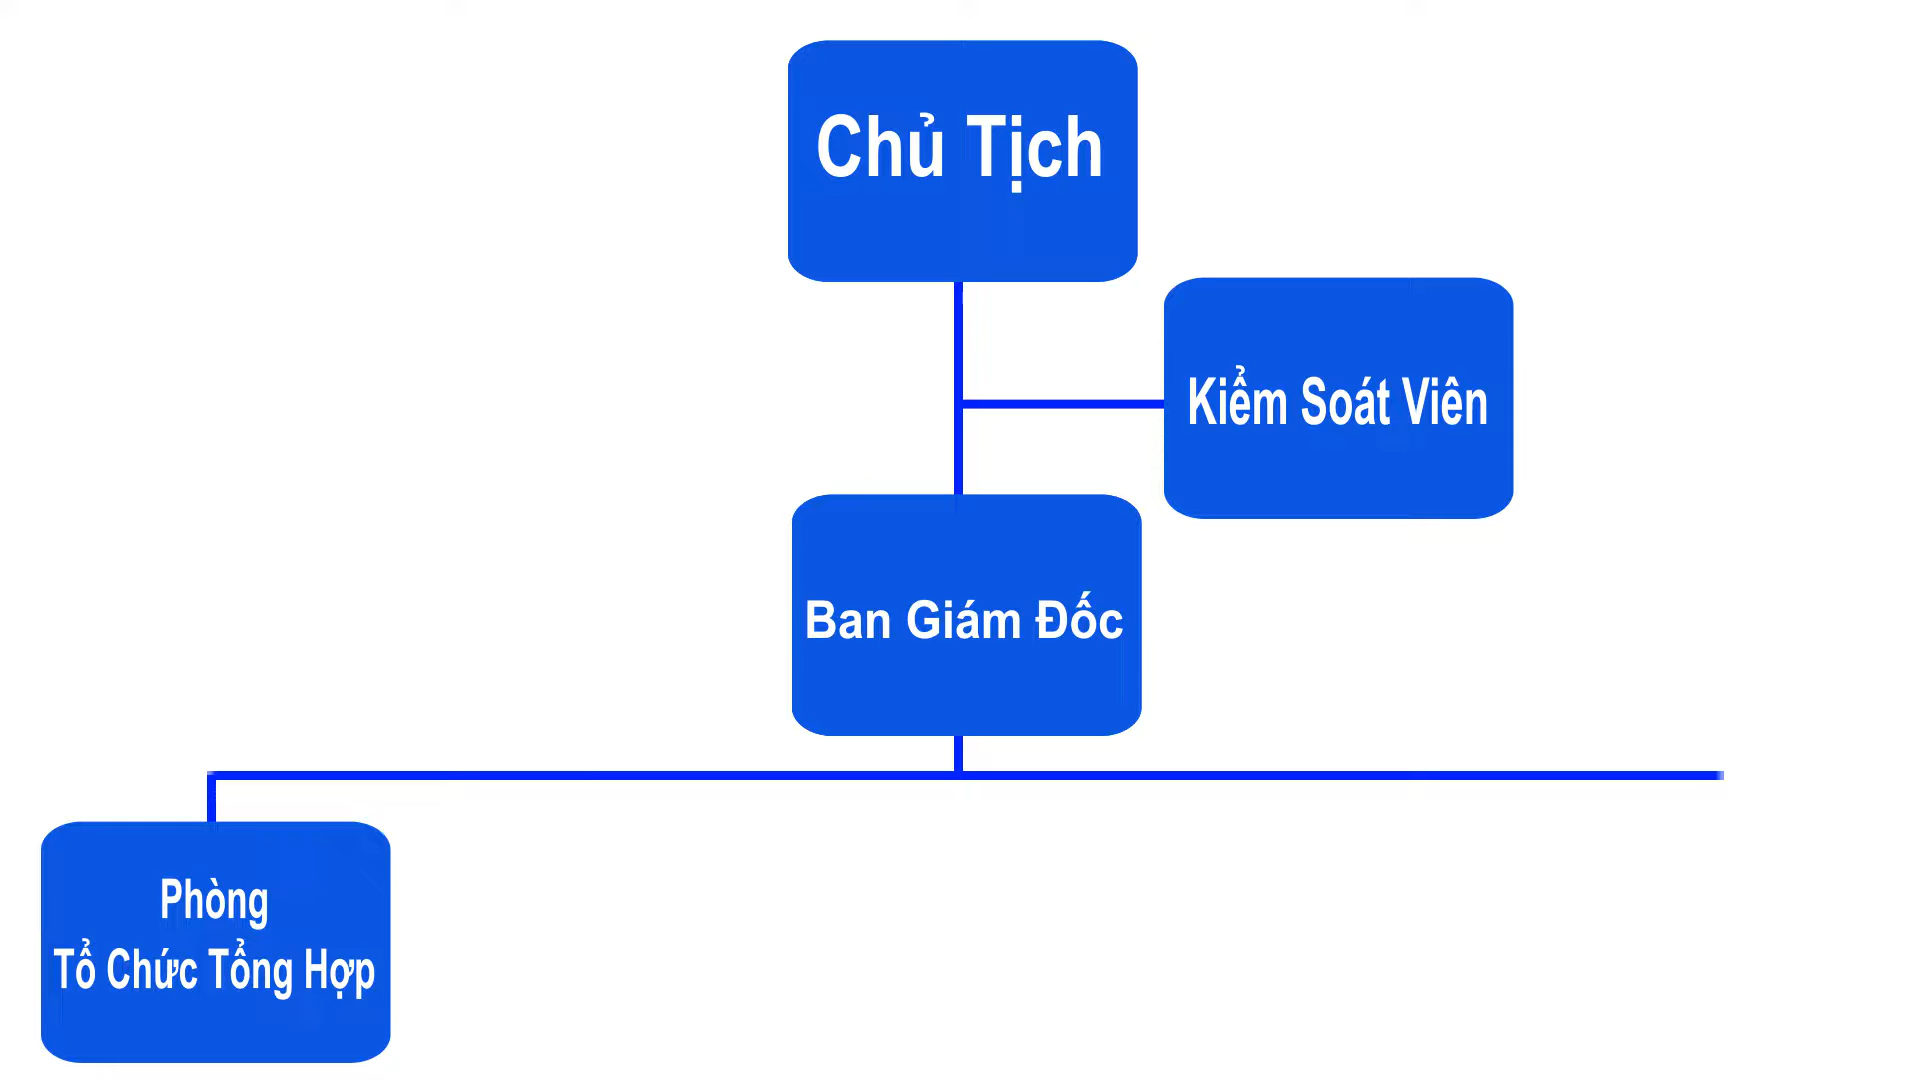 Chủ Tịch
Kiểm Soát Viên
Ban Giám Đốc
Phòng
Tổ Chức Tổng Hợp